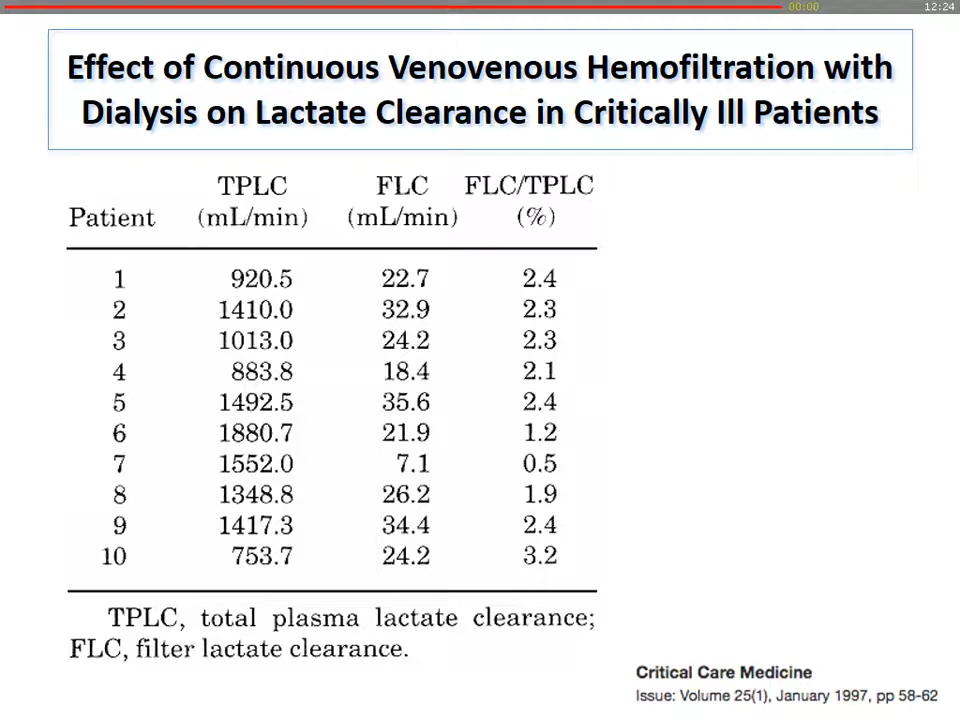 00:00 12:24
Effect of Continuous Venovenous Hemofiltration with
Dialysis on Lactate Clearance in Critically Ill Patients
TPLC FLC FLC/TPLC
Patient (mL/min) (mL/min) (%)
1 920.5 22.7 2.4
2 1410.0 32.9 2.3
3 1013.0 24.2 2.3
4 883.8 18.4 2.1
5 1492.5 35.6 2.4
6 1880.7 21.9 1.2
7 1552.0 7.1 0.5
8 1348.8 26.2 1.9
9 1417.3 34.4 2.4
10 753.7 24.2 3.2
TPLC, total plasma lactate clearance;
FLC, filter lactate clearance.
Critical Care Medicine
Issue: Volume 25(1), January 1997, pp 58-62